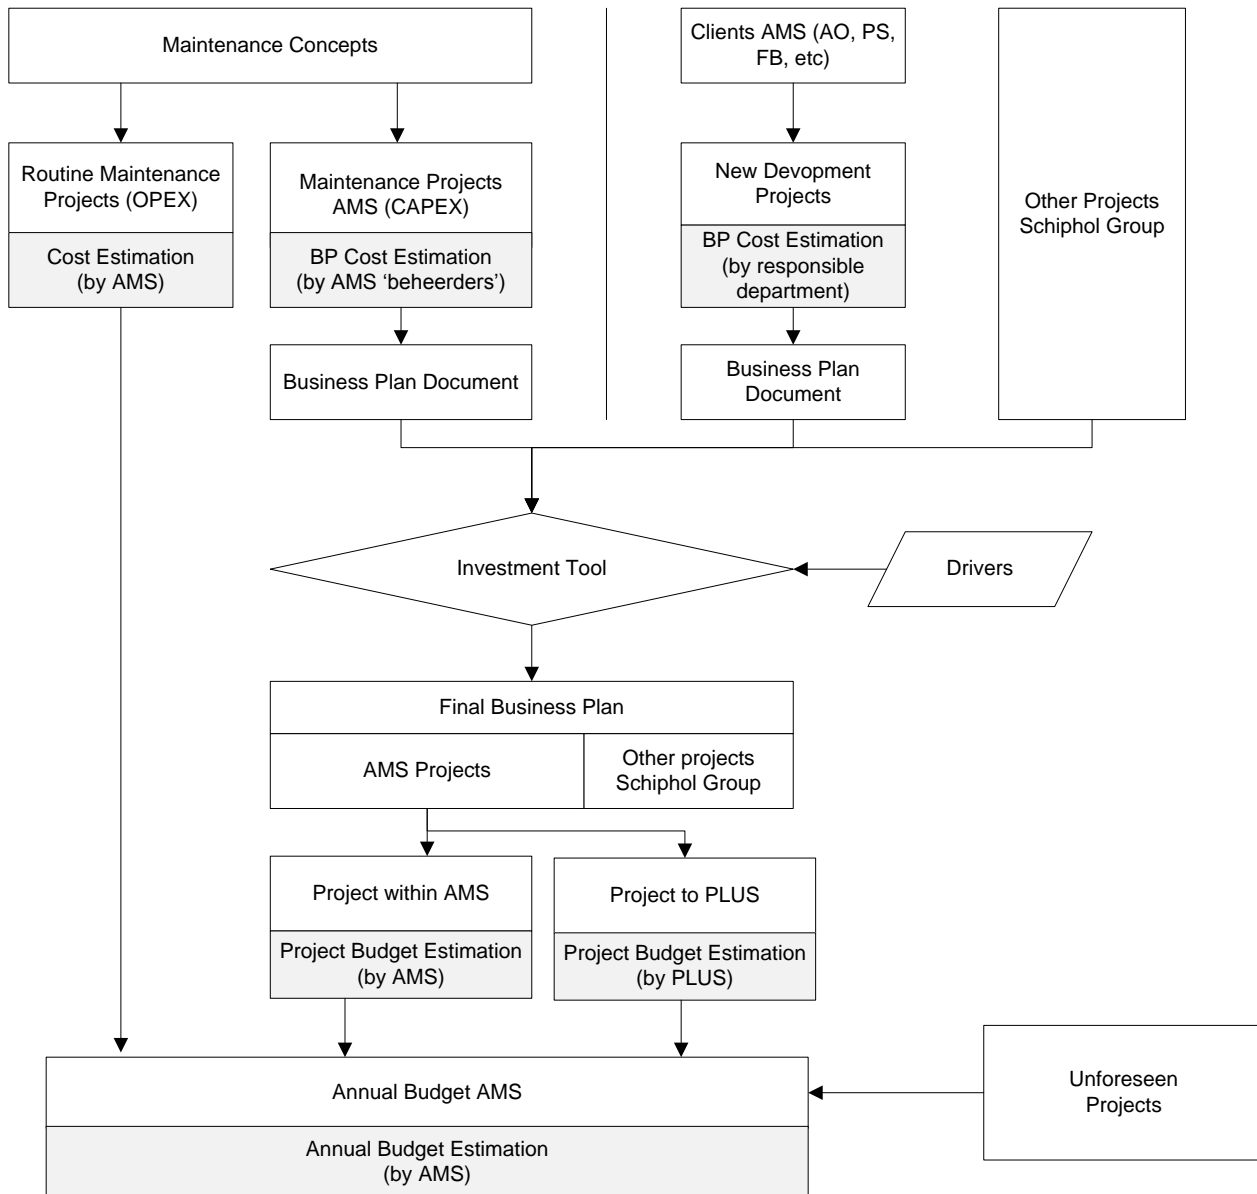 Maintenance Concepts
Clients AMS (AO, PS,
FB, etc)
Routine Maintenance
Projects (OPEX)
Cost Estimation
(by AMS)
Maintenance Projects
AMS (CAPEX)
BP Cost Estimation
(by AMS ‘beheerders’)
New Devopment
Projects
BP Cost Estimation
(by responsible
department)
Other Projects
Schiphol Group
Business Plan Document
Business Plan
Document
Investment Tool
Drivers
Final Business Plan
AMS Projects
Other projects
Schiphol Group
Project within AMS
Project Budget Estimation
(by AMS)
Project to PLUS
Project Budget Estimation
(by PLUS)
Annual Budget AMS
Annual Budget Estimation
(by AMS)
Unforeseen
Projects